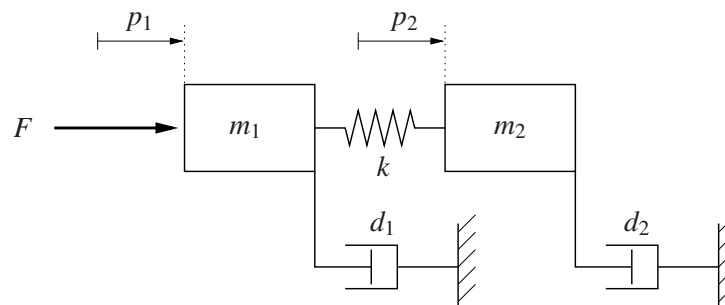 p₁ p₂
F m₁ k m₂
d₁ d₂